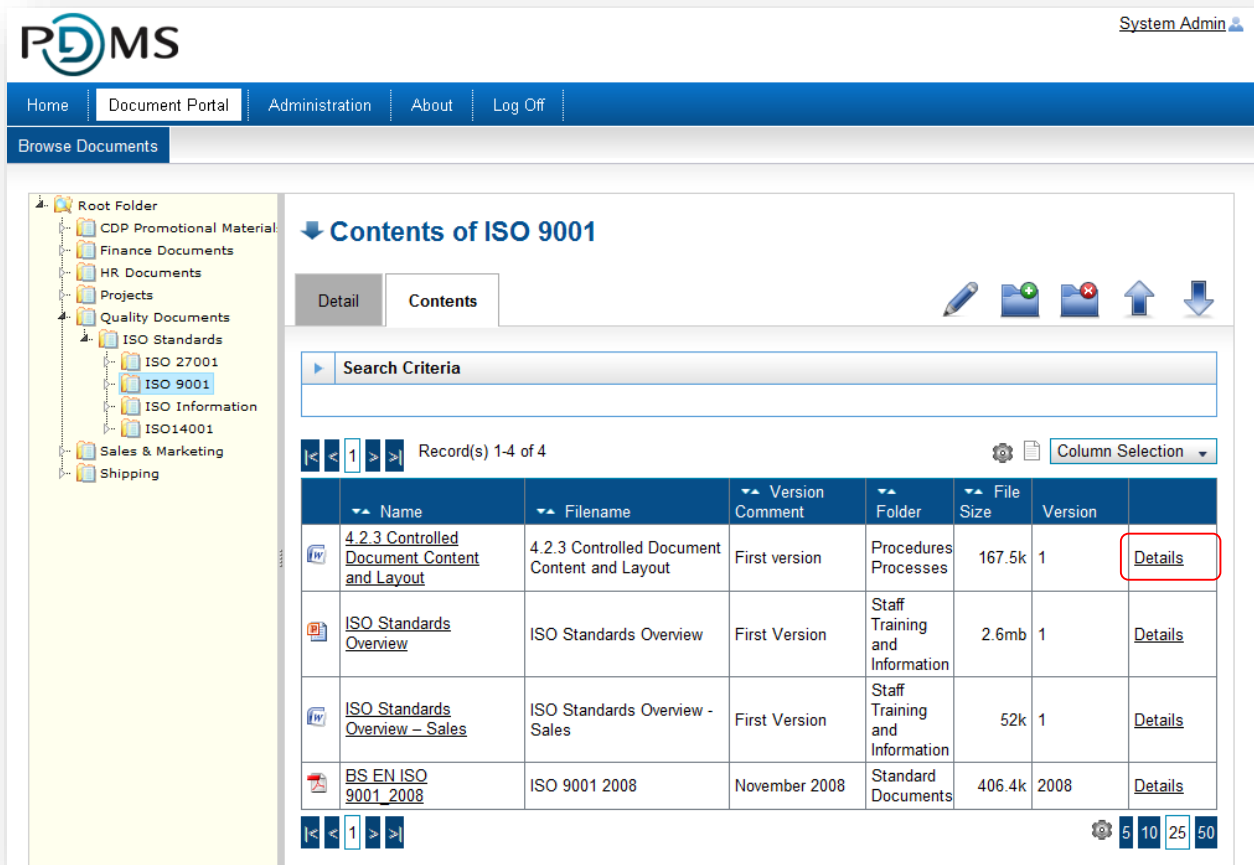 PDMS
System Admin
Home
Document Portal
Administration
About
Log Off
Browse Documents
Root Folder
CDP Promotional Material
Finance Documents
HR Documents
Projects
Quality Documents
ISO Standards
ISO 27001
ISO 9001
ISO Information
ISO14001
Sales & Marketing
Shipping
Contents of ISO 9001
Detail
Contents
Search Criteria
|< < 1 > >|
Record(s) 1-4 of 4
Column Selection
Name
Filename
Version
Comment
Folder
File
Size
Version
4.2.3 Controlled
Document Content
and Layout
4.2.3 Controlled Document
Content and Layout
First version
Procedures
Processes
167.5k
1
Details
ISO Standards
Overview
ISO Standards Overview
First Version
Staff
Training
and
Information
2.6mb
1
Details
ISO Standards
Overview – Sales
ISO Standards Overview -
Sales
First Version
Staff
Training
and
Information
52k
1
Details
BS EN ISO
9001_2008
ISO 9001 2008
November 2008
Standard
Documents
406.4k
2008
Details
|< < 1 > >|
5 10 25 50